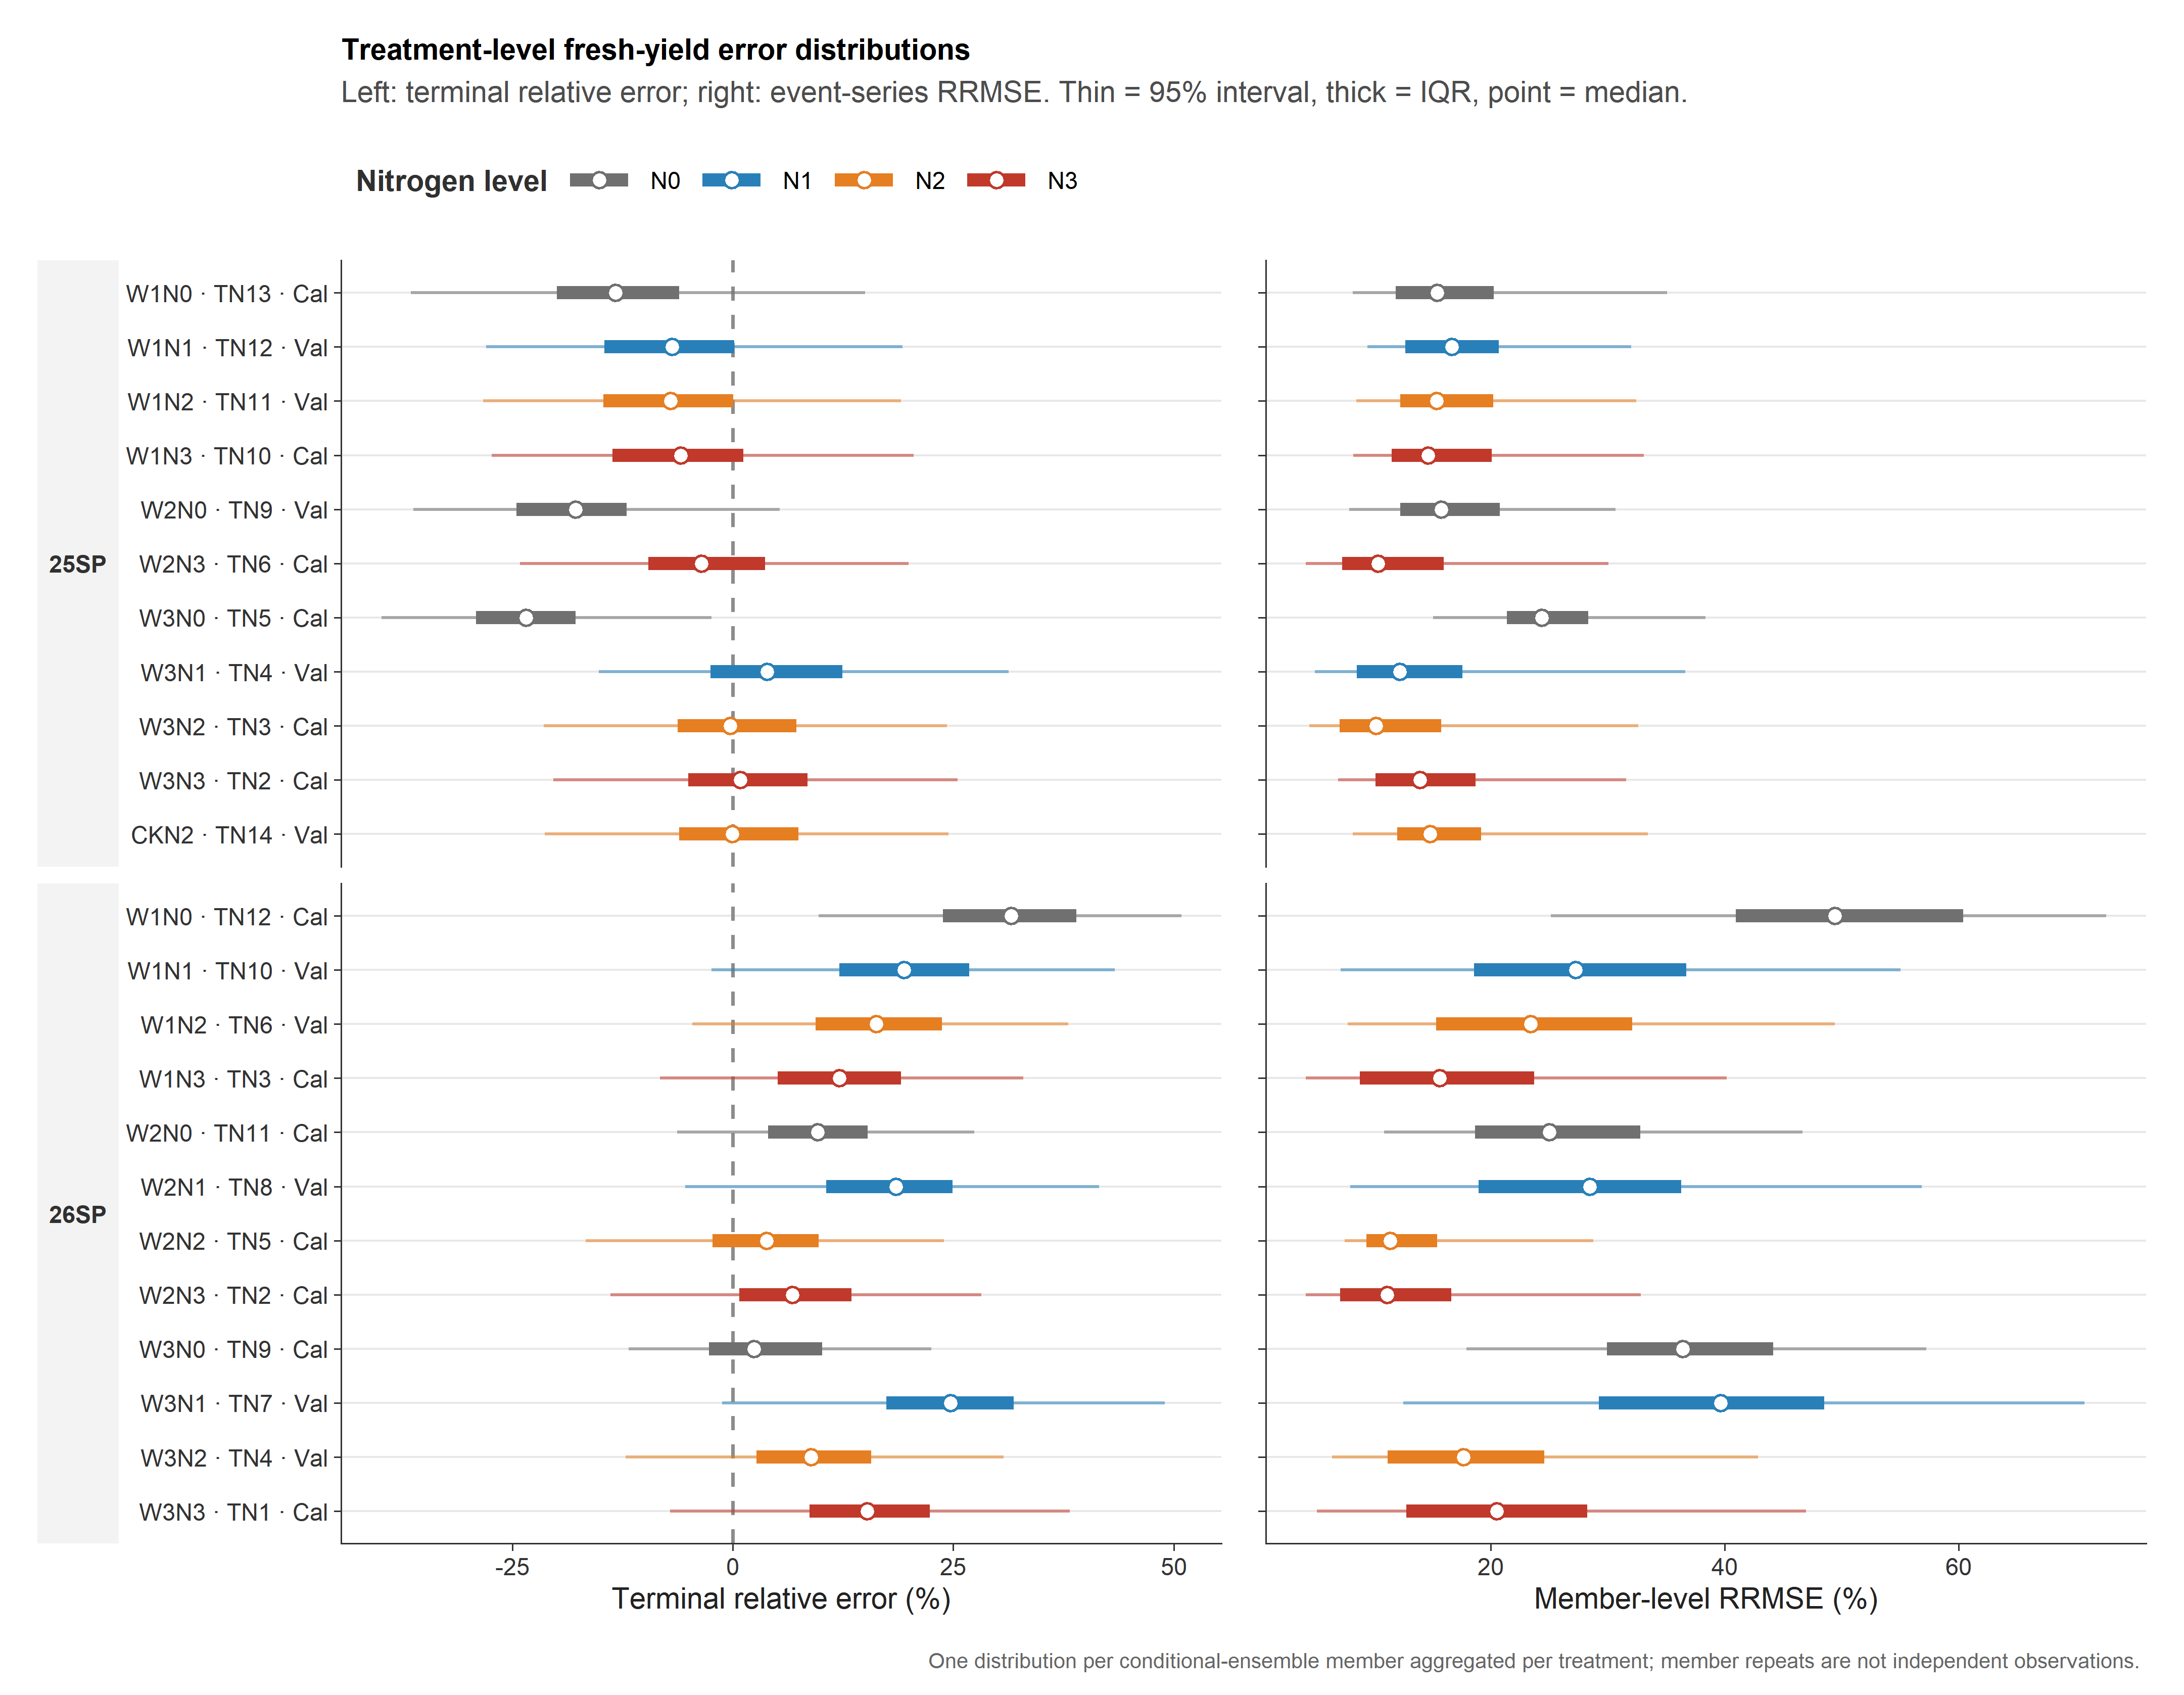 Treatment-level fresh-yield error distributions
Left: terminal relative error; right: event-series RRMSE. Thin = 95% interval, thick = IQR, point = median.
Nitrogen level N0 N1 N2 N3
25SP
W1N0 · TN13 · Cal
W1N1 · TN12 · Val
W1N2 · TN11 · Val
W1N3 · TN10 · Cal
W2N0 · TN9 · Val
W2N3 · TN6 · Cal
W3N0 · TN5 · Cal
W3N1 · TN4 · Val
W3N2 · TN3 · Cal
W3N3 · TN2 · Cal
CKN2 · TN14 · Val
26SP
W1N0 · TN12 · Cal
W1N1 · TN10 · Val
W1N2 · TN6 · Val
W1N3 · TN3 · Cal
W2N0 · TN11 · Cal
W2N1 · TN8 · Val
W2N2 · TN5 · Cal
W2N3 · TN2 · Cal
W3N0 · TN9 · Cal
W3N1 · TN7 · Val
W3N2 · TN4 · Val
W3N3 · TN1 · Cal
-25 0 25 50
20 40 60
Terminal relative error (%)
Member-level RRMSE (%)
One distribution per conditional-ensemble member aggregated per treatment; member repeats are not independent observations.